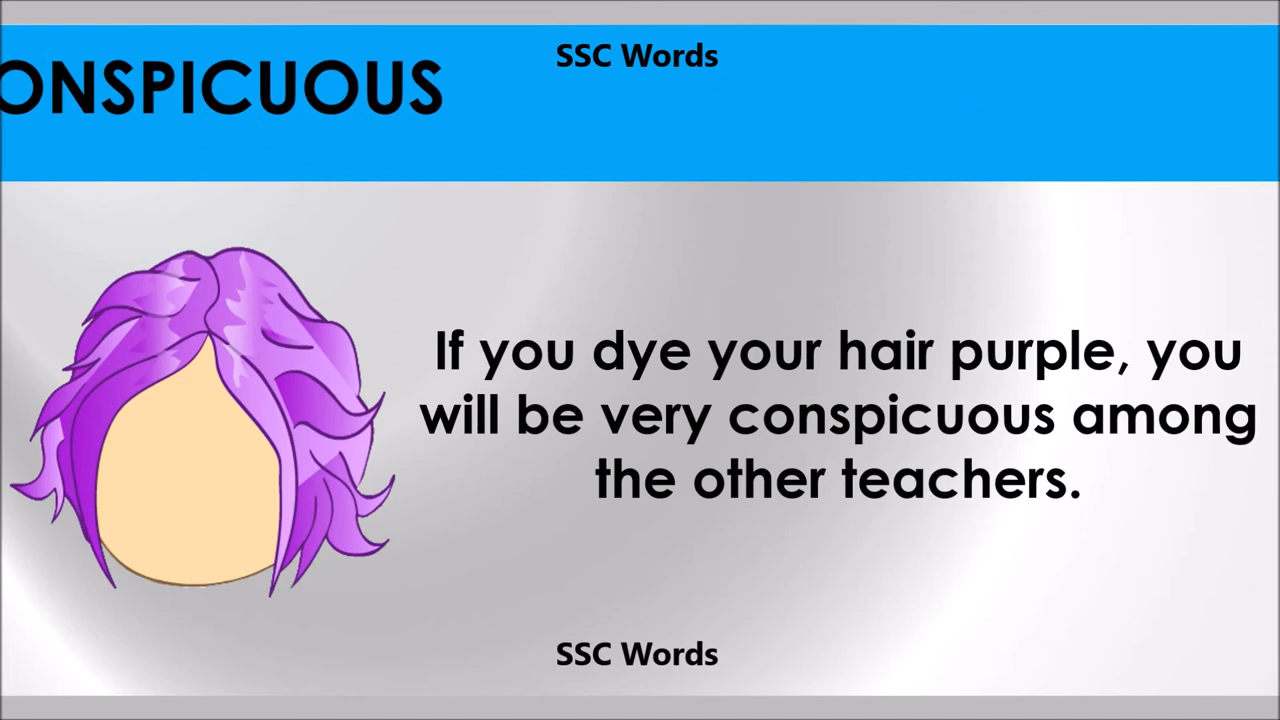 SSC Words
ONSPICUOUS
If you dye your hair purple, you
will be very conspicuous among
the other teachers.
SSC Words